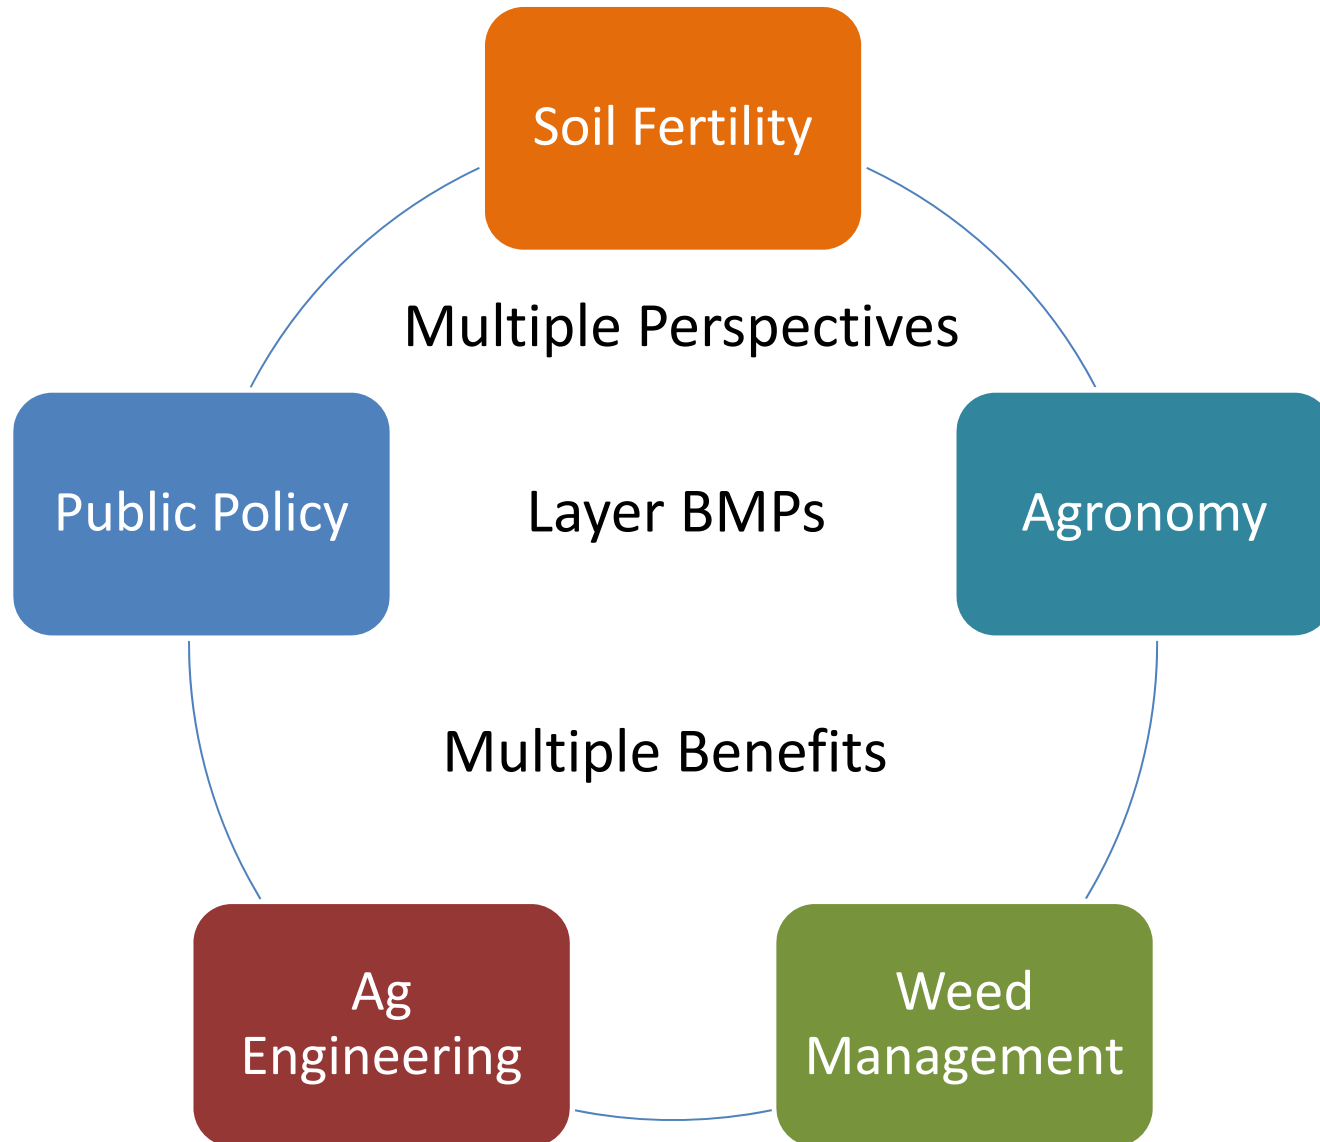 Soil Fertility
Multiple Perspectives
Public Policy
Layer BMPs
Agronomy
Multiple Benefits
Ag
Engineering
Weed
Management